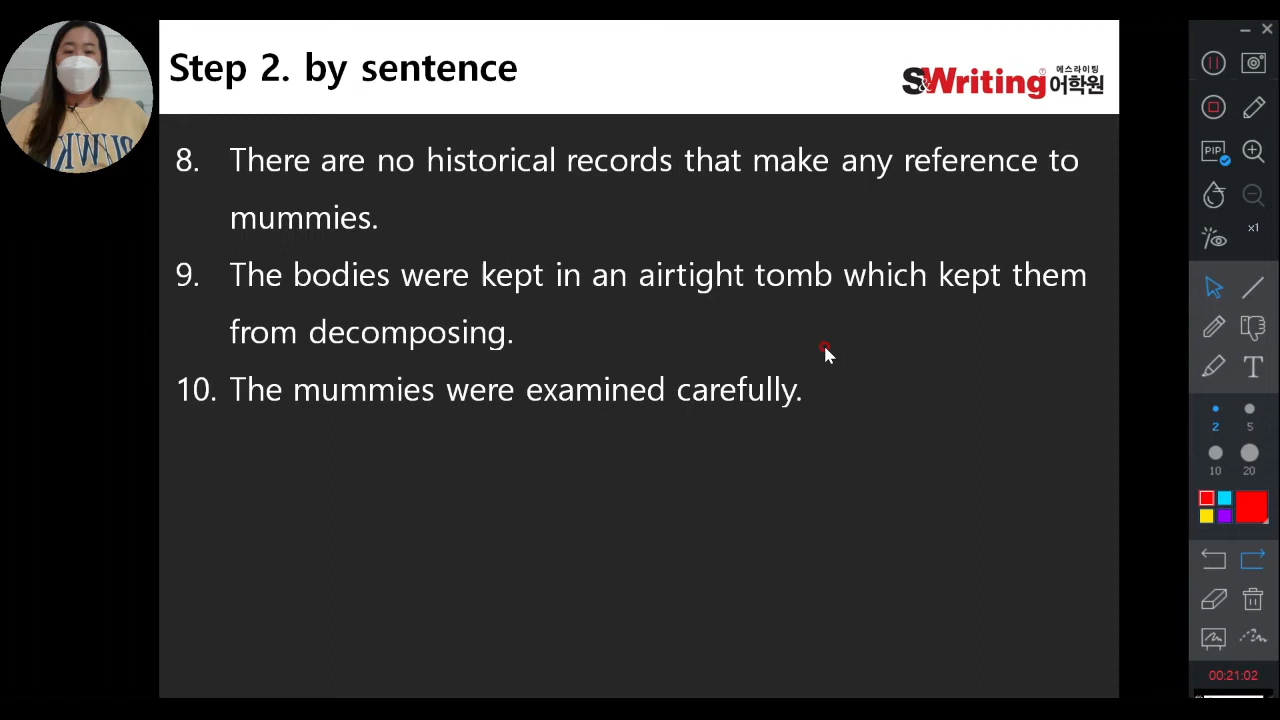 Step 2. by sentence
S&Writing 에스라이팅 어학원
8. There are no historical records that make any reference to
mummies.
9. The bodies were kept in an airtight tomb which kept them
from decomposing.
10. The mummies were examined carefully.
PIP
x1
T
2 5
10 20
00:21:02